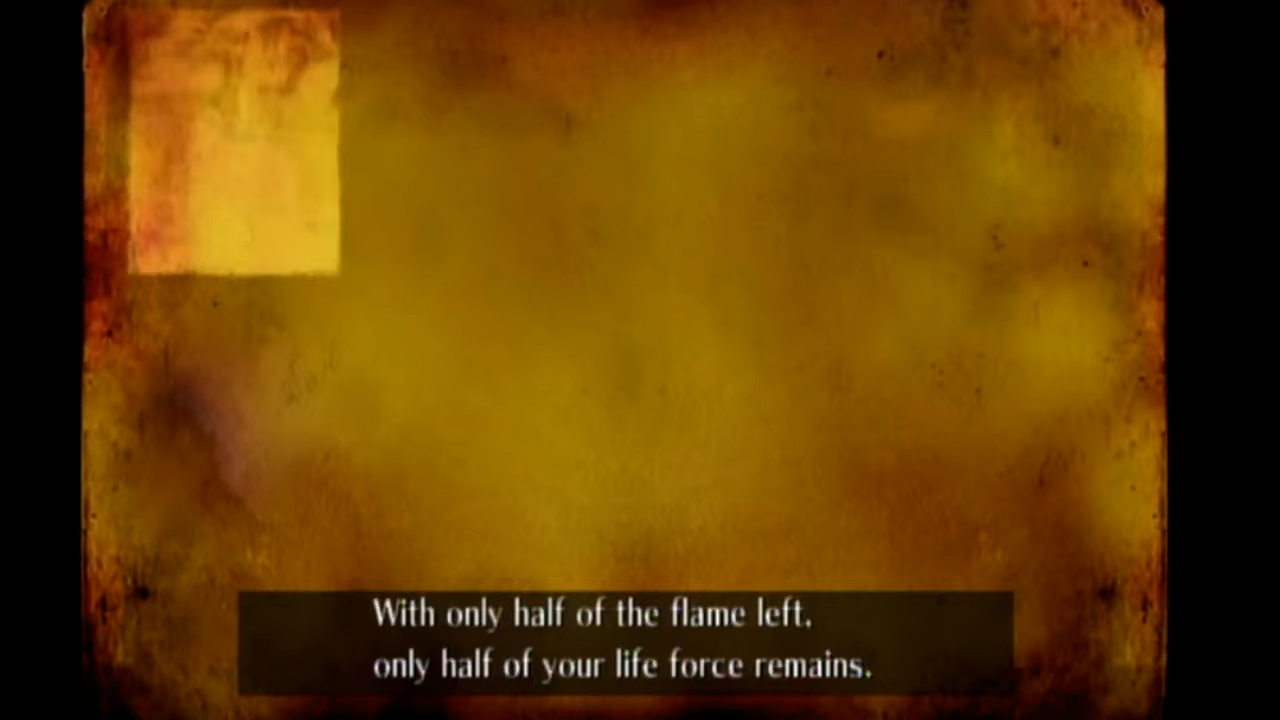 With only half of the flame left,
only half of your life force remains.